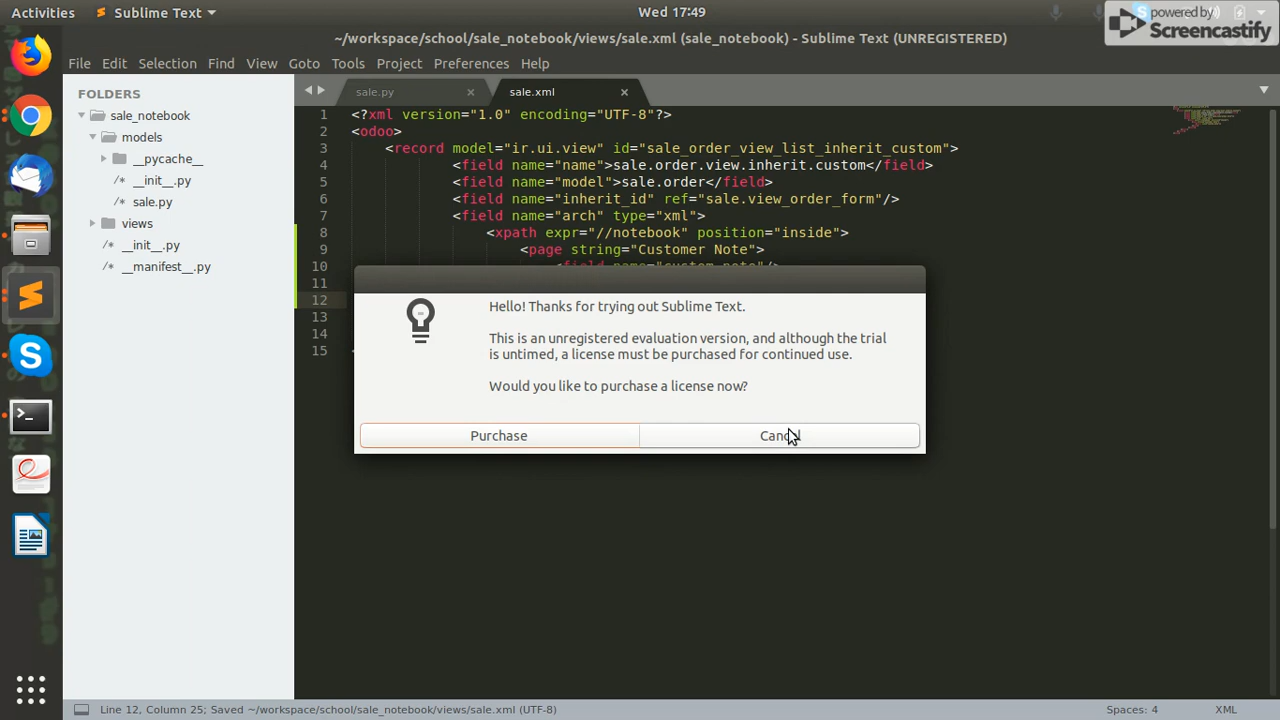 Activities
Sublime Text
Wed 17:49
powered by
Screencastify
~/workspace/school/sale_notebook/views/sale.xml (sale_notebook) - Sublime Text (UNREGISTERED)
File Edit Selection Find View Goto Tools Project Preferences Help
FOLDERS
sale_notebook
models
__pycache__
/* __init__.py
/* sale.py
views
/* __init__.py
/* __manifest__.py
sale.py ×
sale.xml ×
1 <?xml version="1.0" encoding="UTF-8"?>
2 <odoo>
3 <record model="ir.ui.view" id="sale_order_view_list_inherit_custom">
4 <field name="name">sale.order.view.inherit.custom</field>
5 <field name="model">sale.order</field>
6 <field name="inherit_id" ref="sale.view_order_form"/>
7 <field name="arch" type="xml">
8 <xpath expr="//notebook" position="inside">
9 <page string="Customer Note">
10 <field name="custom_note"/>
11
12
13
14
15
Hello! Thanks for trying out Sublime Text.
This is an unregistered evaluation version, and although the trial
is untimed, a license must be purchased for continued use.
Would you like to purchase a license now?
Purchase
Cancel
Line 12, Column 25; Saved ~/workspace/school/sale_notebook/views/sale.xml (UTF-8)
Spaces: 4
XML